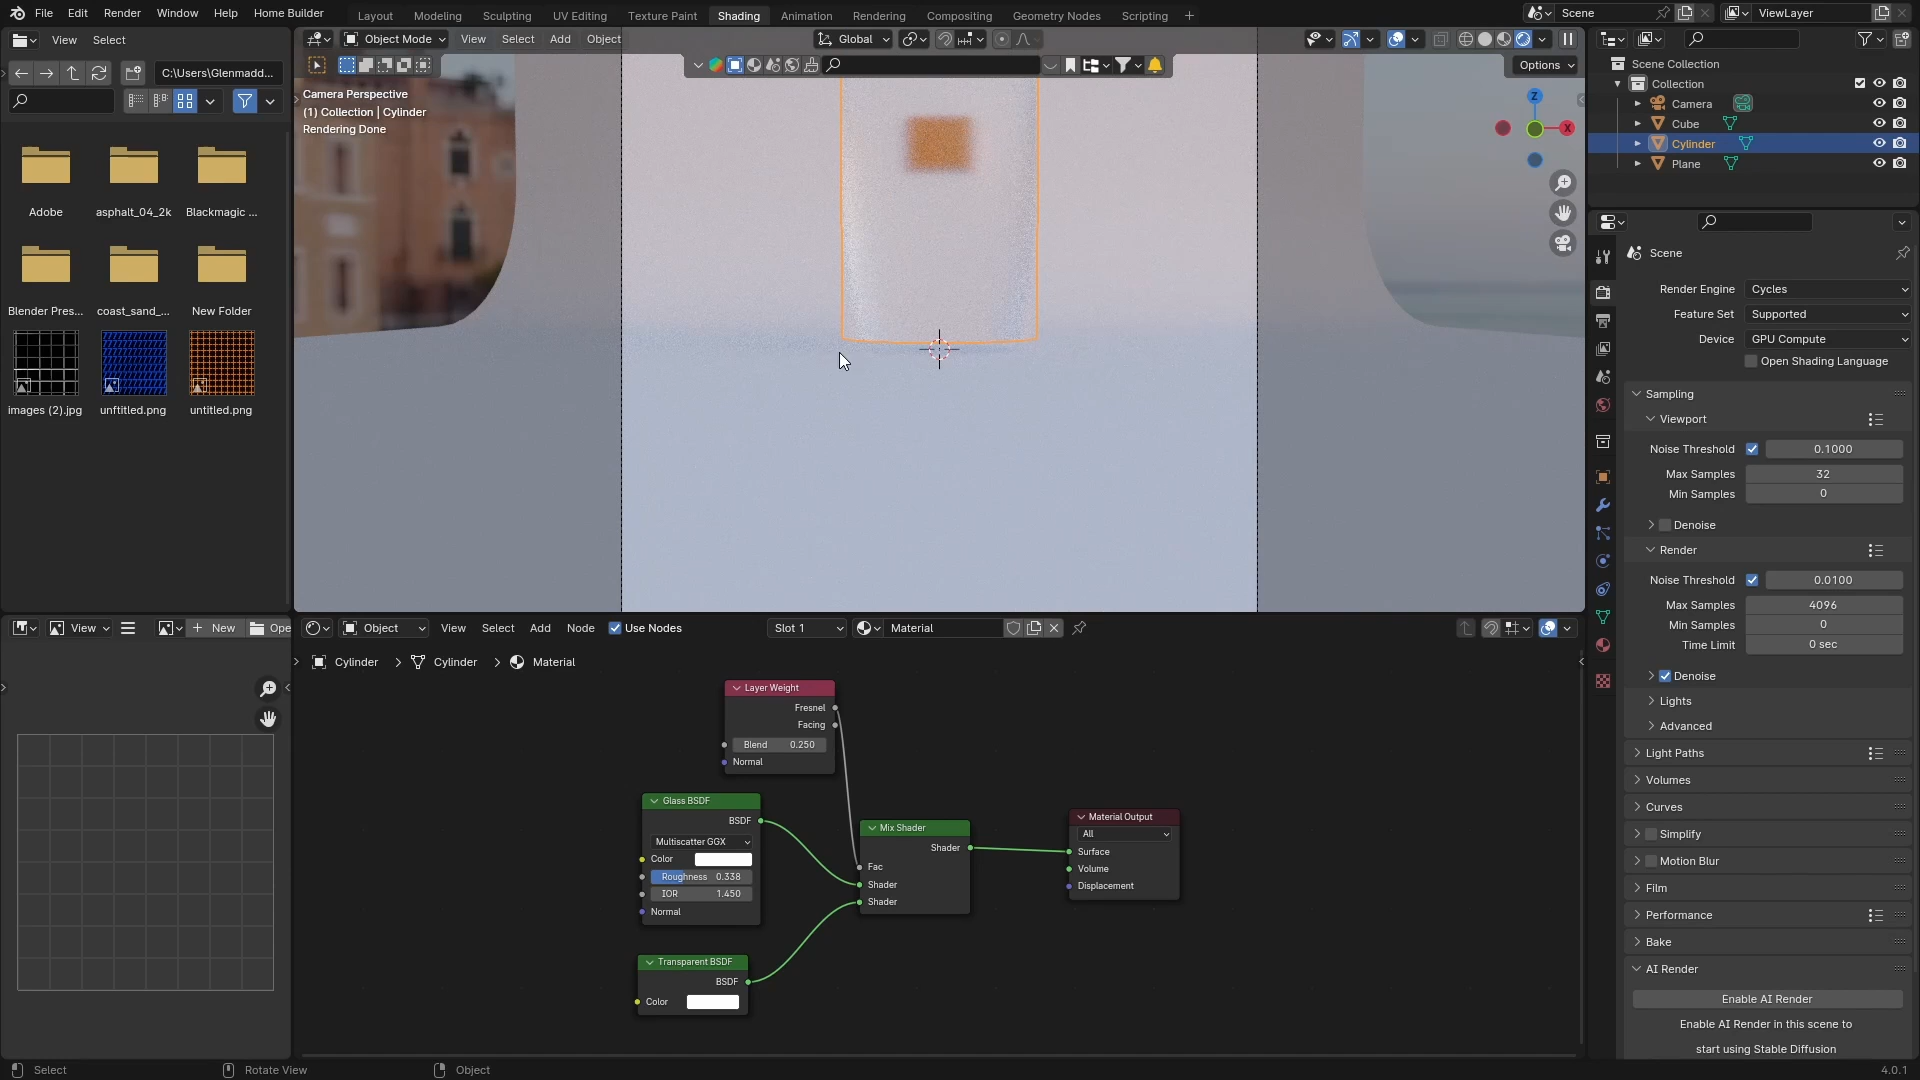 File Edit Render Window Help Home Builder Layout Modeling Sculpting UV Editing Texture Paint Shading Animation Rendering Compositing Geometry Nodes Scripting + Scene ViewLayer
View Select
C:\Users\Glenmadd...
Adobe asphalt_04_2k Blackmagic ...
Blender Pres... coast_sand_... New Folder
images (2).jpg unftitled.png untitled.png
Object Mode View Select Add Object Global
Options
Camera Perspective
(1) Collection | Cylinder
Rendering Done
Z
X
Scene Collection
Collection
Camera
Cube
Cylinder
Plane
Scene
Render Engine Cycles
Feature Set Supported
Device GPU Compute
Open Shading Language
Sampling
Viewport
Noise Threshold 0.1000
Max Samples 32
Min Samples 0
Denoise
Render
Noise Threshold 0.0100
Max Samples 4096
Min Samples 0
Time Limit 0 sec
Denoise
Lights
Advanced
Light Paths
Volumes
Curves
Simplify
Motion Blur
Film
Performance
Bake
AI Render
Enable AI Render
Enable AI Render in this scene to
start using Stable Diffusion
View New Ope
Object View Select Add Node Use Nodes Slot 1 Material
Cylinder > Cylinder > Material
Layer Weight
Fresnel
Facing
Blend 0.250
Normal
Glass BSDF
BSDF
Multiscatter GGX
Color
Roughness 0.338
IOR 1.450
Normal
Transparent BSDF
BSDF
Color
Mix Shader
Shader
Fac
Shader
Shader
Material Output
All
Surface
Volume
Displacement
Select Rotate View Object 4.0.1